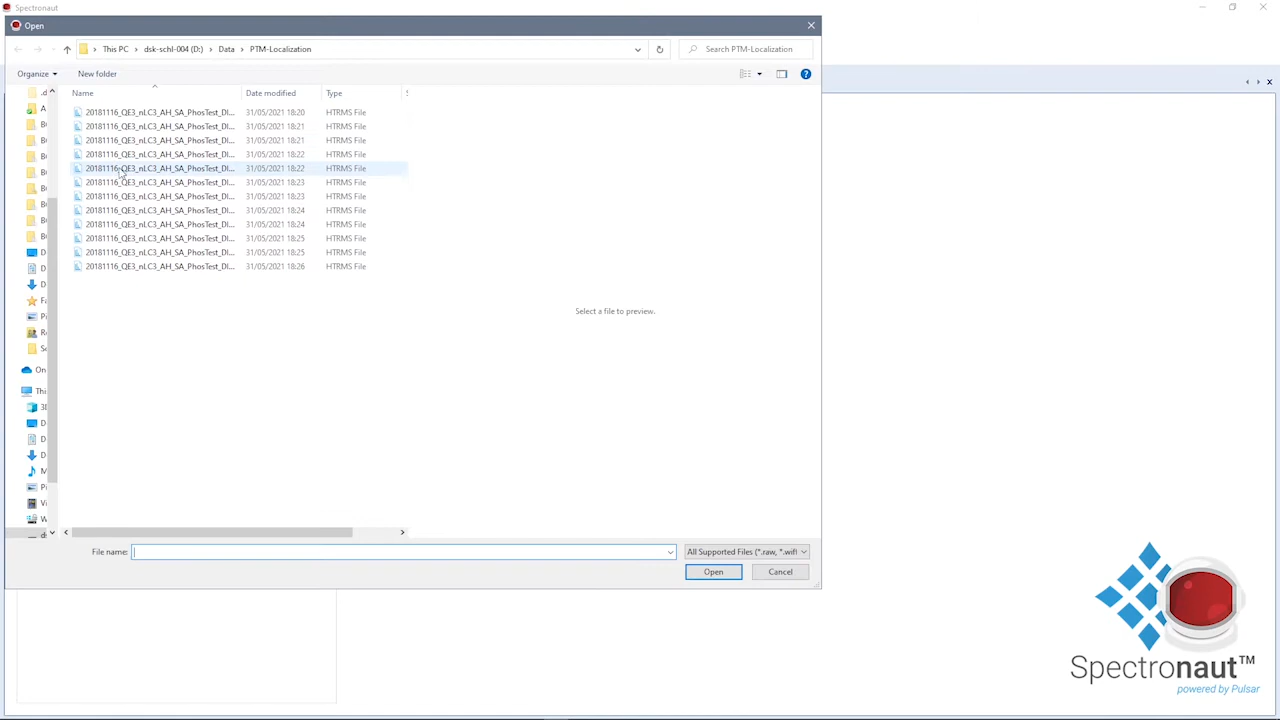 Spectronaut
Open
This PC > dsk-schl-004 (D:) > Data > PTM-Localization
Search PTM-Localization
Organize
New folder
Name
Date modified
Type
20181116_QE3_nLC3_AH_SA_PhosTest_DI... 31/05/2021 18:20 HTRMS File
20181116_QE3_nLC3_AH_SA_PhosTest_DI... 31/05/2021 18:21 HTRMS File
20181116_QE3_nLC3_AH_SA_PhosTest_DI... 31/05/2021 18:21 HTRMS File
20181116_QE3_nLC3_AH_SA_PhosTest_DI... 31/05/2021 18:22 HTRMS File
20181116_QE3_nLC3_AH_SA_PhosTest_DI... 31/05/2021 18:22 HTRMS File
20181116_QE3_nLC3_AH_SA_PhosTest_DI... 31/05/2021 18:23 HTRMS File
20181116_QE3_nLC3_AH_SA_PhosTest_DI... 31/05/2021 18:23 HTRMS File
20181116_QE3_nLC3_AH_SA_PhosTest_DI... 31/05/2021 18:24 HTRMS File
20181116_QE3_nLC3_AH_SA_PhosTest_DI... 31/05/2021 18:24 HTRMS File
20181116_QE3_nLC3_AH_SA_PhosTest_DI... 31/05/2021 18:25 HTRMS File
20181116_QE3_nLC3_AH_SA_PhosTest_DI... 31/05/2021 18:25 HTRMS File
20181116_QE3_nLC3_AH_SA_PhosTest_DI... 31/05/2021 18:26 HTRMS File
Select a file to preview.
File name:
All Supported Files (*.raw, *.wiff
Open
Cancel
Spectronaut™
powered by Pulsar